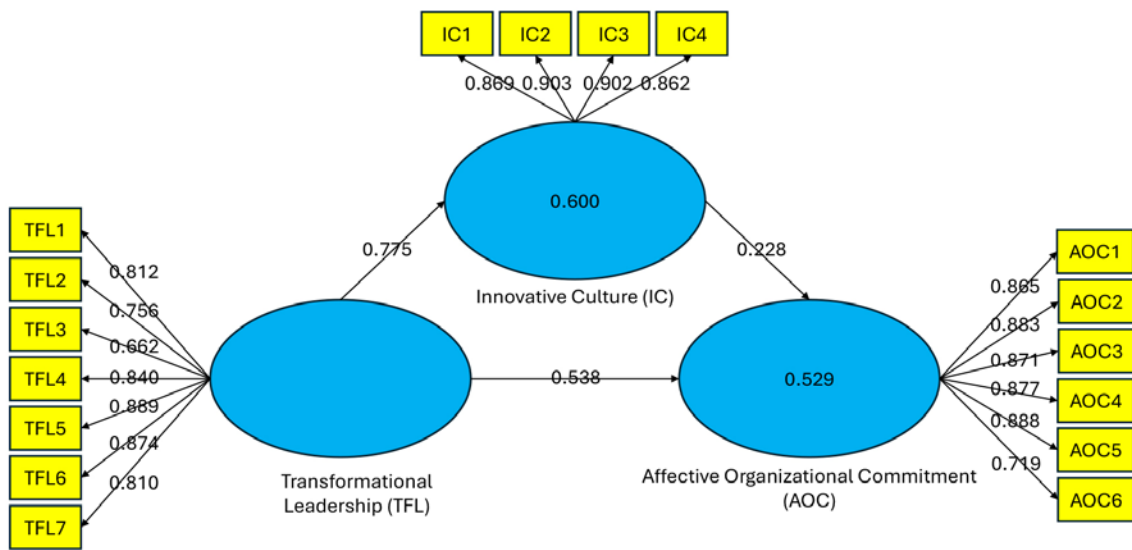 IC1 IC2 IC3 IC4
0.869 0.903 0.902 0.862
0.600
Innovative Culture (IC)
0.775 0.228
TFL1
TFL2
TFL3
TFL4
TFL5
TFL6
TFL7
0.812
0.756
0.662
0.840
0.889
0.874
0.810
Transformational
Leadership (TFL)
0.538
0.529
Affective Organizational Commitment
(AOC)
0.865
0.883
0.871
0.877
0.888
0.719
AOC1
AOC2
AOC3
AOC4
AOC5
AOC6